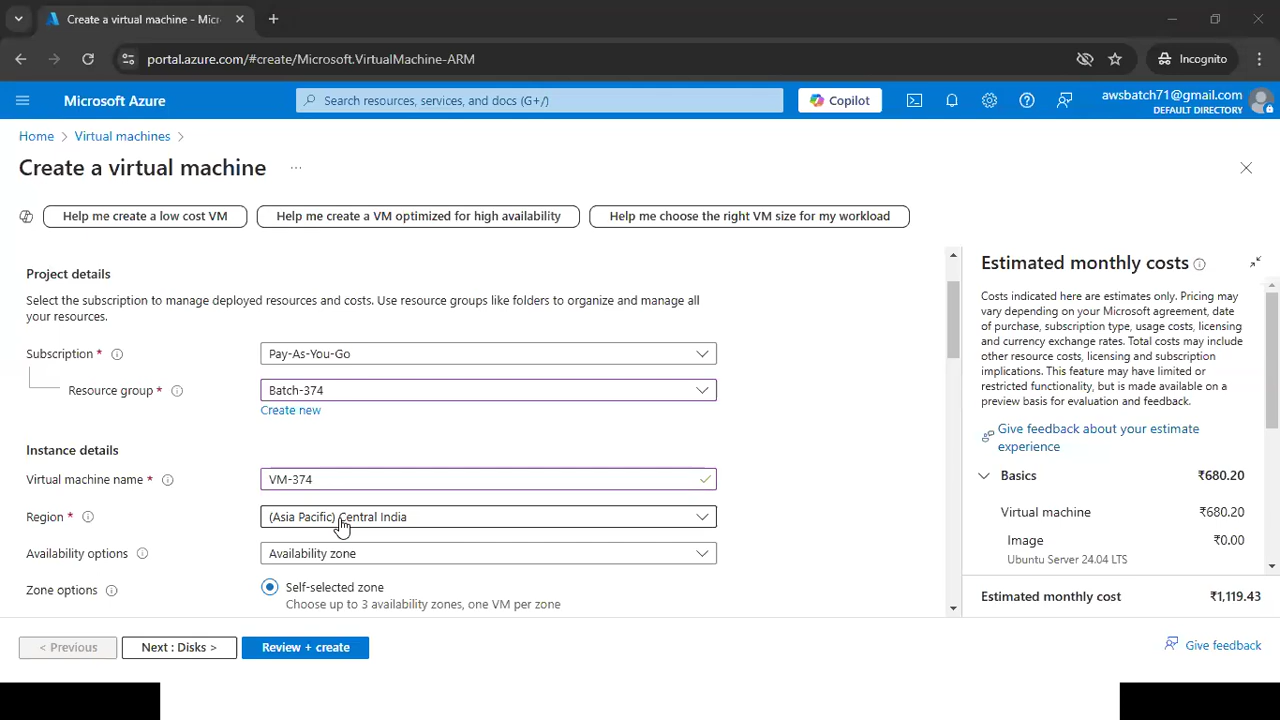 Create a virtual machine - Micr
portal.azure.com/#create/Microsoft.VirtualMachine-ARM
Incognito
Microsoft Azure
Search resources, services, and docs (G+/)
Copilot
awsbatch71@gmail.com
DEFAULT DIRECTORY
Home > Virtual machines >
Create a virtual machine ...
Help me create a low cost VM
Help me create a VM optimized for high availability
Help me choose the right VM size for my workload
Project details
Select the subscription to manage deployed resources and costs. Use resource groups like folders to organize and manage all
your resources.
Subscription *
Pay-As-You-Go
Resource group *
Batch-374
Create new
Instance details
Virtual machine name *
VM-374
Region *
(Asia Pacific) Central India
Availability options
Availability zone
Zone options
Self-selected zone
Choose up to 3 availability zones, one VM per zone
Estimated monthly costs
Costs indicated here are estimates only. Pricing may
vary depending on your Microsoft agreement, date
of purchase, subscription type, usage costs, licensing
and currency exchange rates. Total costs may include
other resource costs, licensing and subscription
implications. This feature may have limited or
restricted functionality, but is made available on a
preview basis for evaluation and feedback.
Give feedback about your estimate
experience
Basics ₹680.20
Virtual machine ₹680.20
Image ₹0.00
Ubuntu Server 24.04 LTS
Estimated monthly cost ₹1,119.43
< Previous
Next : Disks >
Review + create
Give feedback